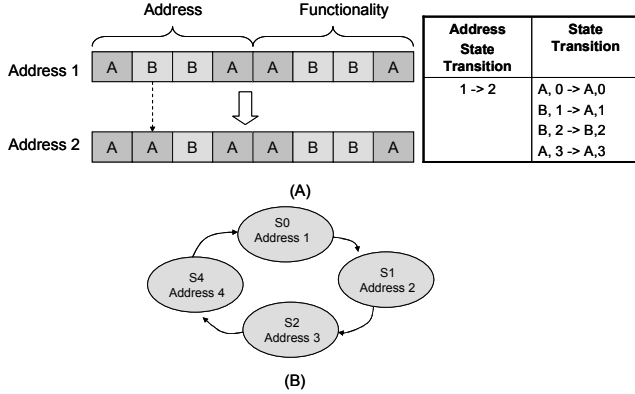 Address Functionality
Address 1 A B B A A B B A
Address 2 A A B A A B B A
Address State Transition State Transition
1 -> 2 A, 0 -> A,0
B, 1 -> A,1
B, 2 -> B,2
A, 3 -> A,3
(A)
S0
Address 1
S1
Address 2
S4
Address 4
S2
Address 3
(B)